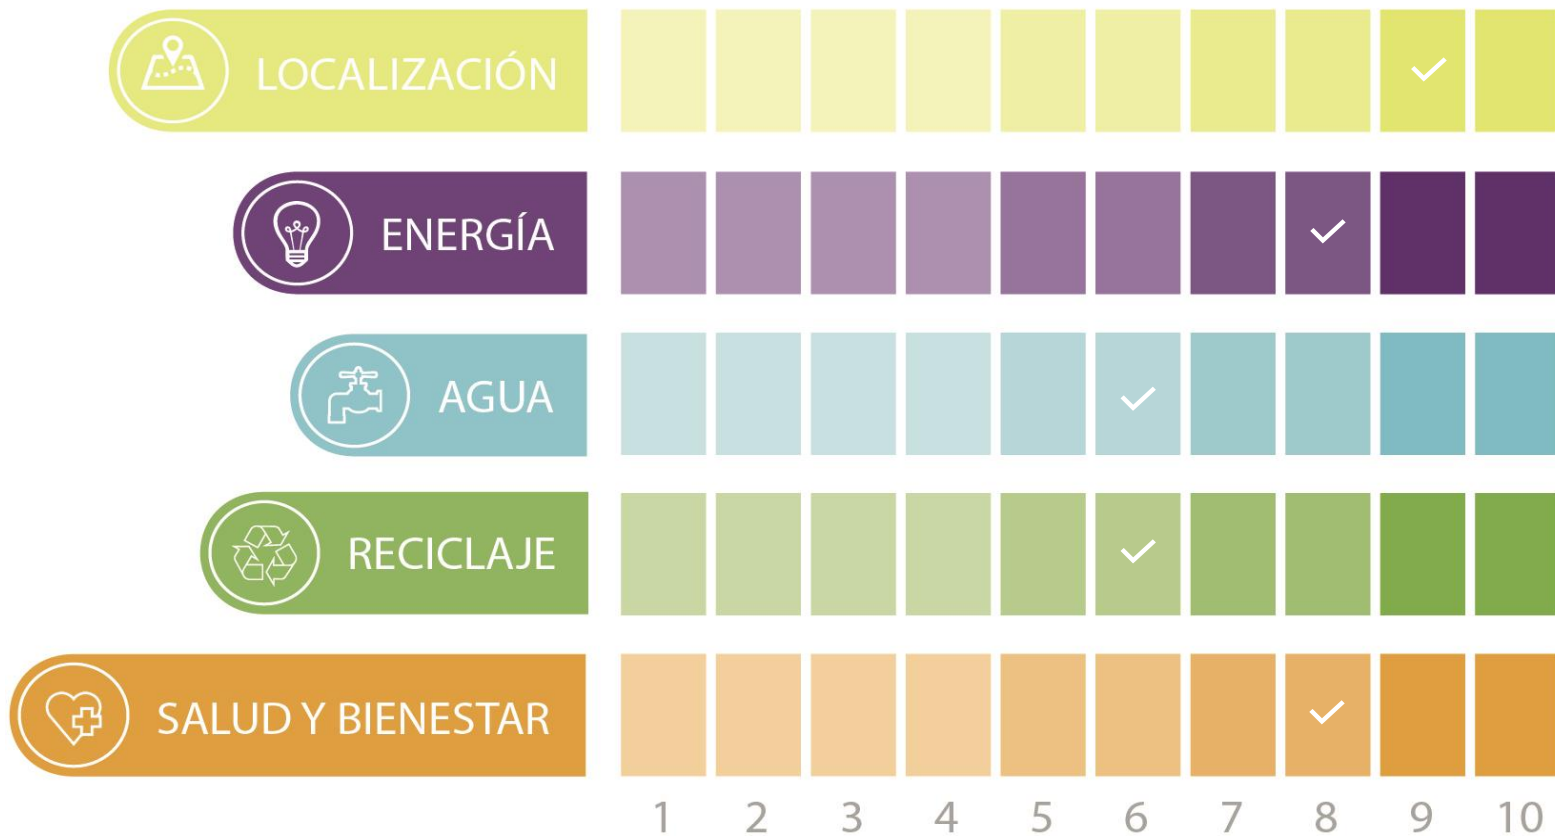 LOCALIZACIÓN
ENERGÍA
AGUA
RECICLAJE
SALUD Y BIENESTAR
1 2 3 4 5 6 7 8 9 10